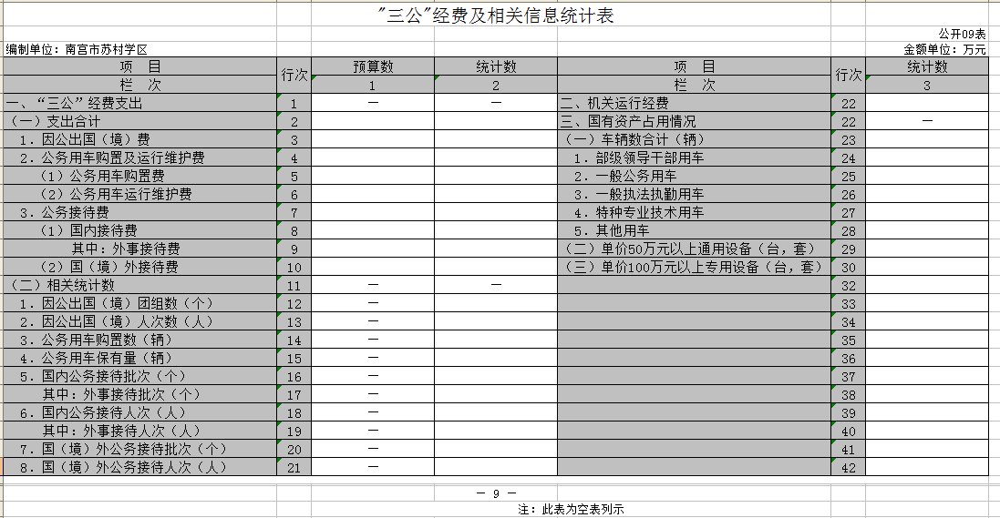 "三公"经费及相关信息统计表
公开09表
编制单位：南宫市苏村学区 金额单位：万元
项 目 行次 预算数 统计数 项 目 行次 统计数
栏 次 1 2 栏 次 3
一、“三公”经费支出 1 — — 二、机关运行经费 22
（一）支出合计 2 三、国有资产占用情况 22 —
1．因公出国（境）费 3 （一）车辆数合计（辆） 23
2．公务用车购置及运行维护费 4 1．部级领导干部用车 24
（1）公务用车购置费 5 2．一般公务用车 25
（2）公务用车运行维护费 6 3．一般执法执勤用车 26
3．公务接待费 7 4．特种专业技术用车 27
（1）国内接待费 8 5．其他用车 28
其中：外事接待费 9 （二）单价50万元以上通用设备（台，套） 29
（2）国（境）外接待费 10 （三）单价100万元以上专用设备（台，套） 30
（二）相关统计数 11 — — 32
1．因公出国（境）团组数（个） 12 — 33
2．因公出国（境）人次数（人） 13 — 34
3．公务用车购置数（辆） 14 — 35
4．公务用车保有量（辆） 15 — 36
5．国内公务接待批次（个） 16 — 37
其中：外事接待批次（个） 17 — 38
6．国内公务接待人次（人） 18 — 39
其中：外事接待人次（人） 19 — 40
7．国（境）外公务接待批次（个） 20 — 41
8．国（境）外公务接待人次（人） 21 — 42
— 9 —
注：此表为空表列示